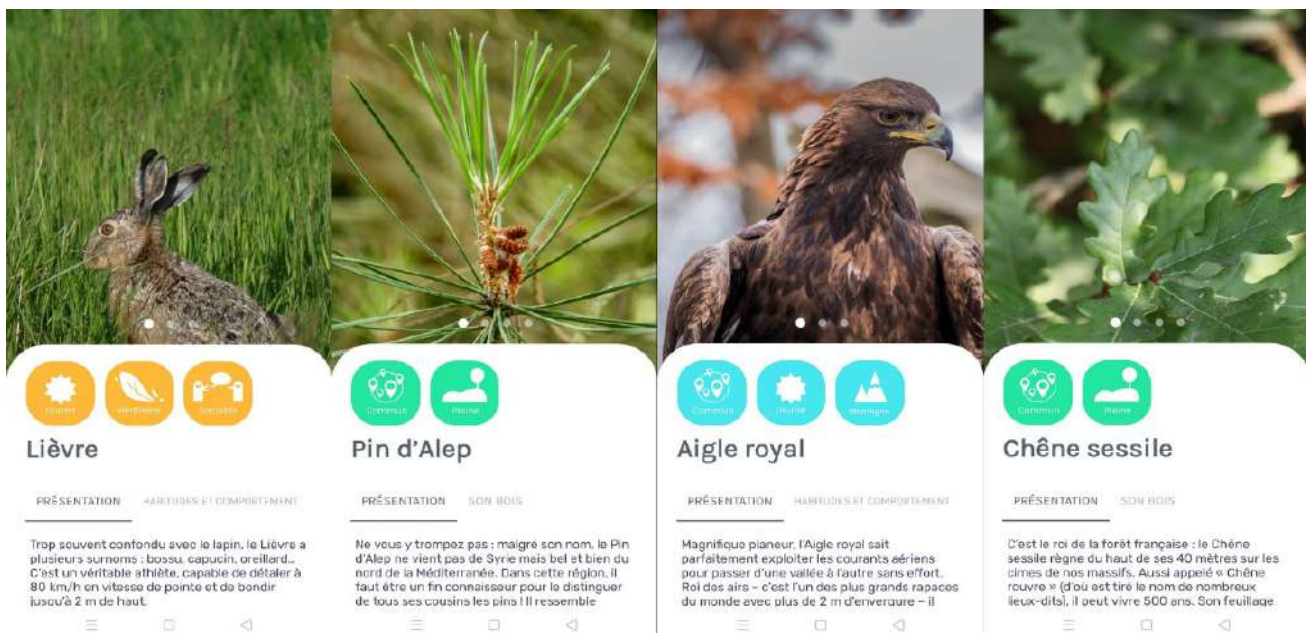 Diurne
Herbivore
Sociable
Lièvre
PRÉSENTATION
HABITUDES ET COMPORTEMENT
Trop souvent confondu avec le lapin, le Lièvre a
plusieurs surnoms : bossu, capucin, oreillard...
C'est un véritable athlète, capable de détaler à
80 km/h en vitesse de pointe et de bondir
jusqu'à 2 m de haut.
Commun
Plaine
Pin d'Alep
PRÉSENTATION
SON BOIS
Ne vous y trompez pas : malgré son nom, le Pin
d'Alep ne vient pas de Syrie mais bel et bien du
nord de la Méditerranée. Dans cette région, il
faut être un fin connaisseur pour le distinguer
de tous ses cousins les pins ! Il ressemble
Commun
Diurne
Montagne
Aigle royal
PRÉSENTATION
HABITUDES ET COMPORTEMENT
Magnifique planeur, l'Aigle royal sait
parfaitement exploiter les courants aériens
pour passer d'une vallée à l'autre sans effort.
Roi des airs – c'est l'un des plus grands rapaces
du monde avec plus de 2 m d'envergure – il
Commun
Plaine
Chêne sessile
PRÉSENTATION
SON BOIS
C'est le roi de la forêt française : le Chêne
sessile règne du haut de ses 40 mètres sur les
cimes de nos massifs. Aussi appelé « Chêne
rouvre » (d'où est tiré le nom de nombreux
lieux-dits), il peut vivre 500 ans. Son feuillage